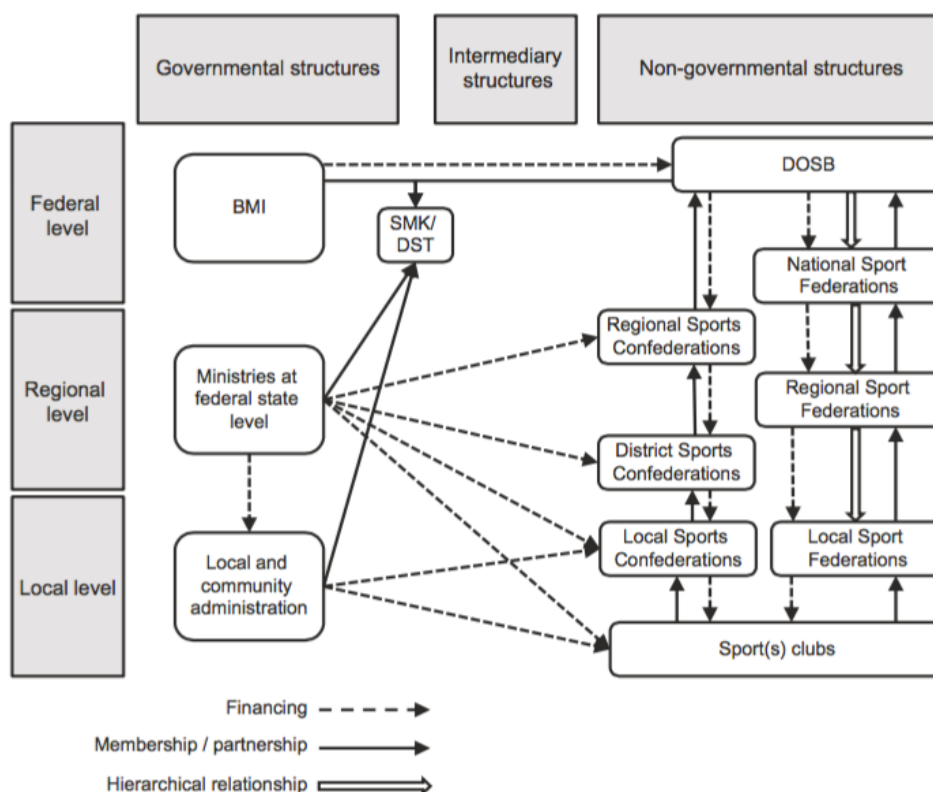 Governmental structures
Intermediary
structures
Non-governmental structures
Federal
level
BMI
SMK/
DST
DOSB
National Sport
Federations
Regional
level
Ministries at
federal state
level
Regional Sports
Confederations
Regional Sport
Federations
District Sports
Confederations
Local level
Local and
community
administration
Local Sports
Confederations
Local Sport
Federations
Sport(s) clubs
Financing
Membership / partnership
Hierarchical relationship